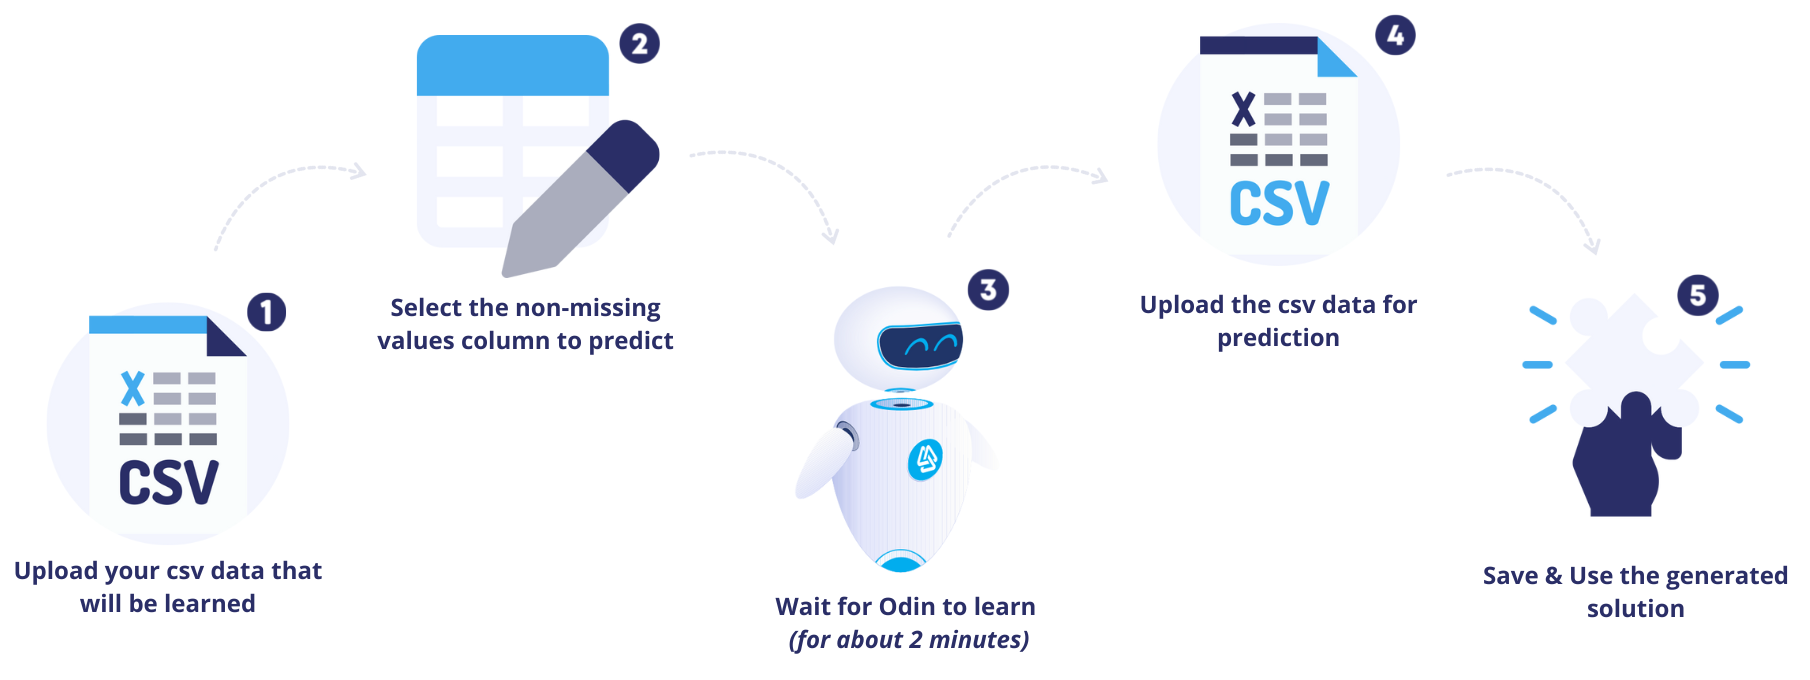 1
X
CSV
Upload your csv data that
will be learned
2
Select the non-missing
values column to predict
3
Wait for Odin to learn
(for about 2 minutes)
4
X
CSV
Upload the csv data for
prediction
5
Save & Use the generated
solution